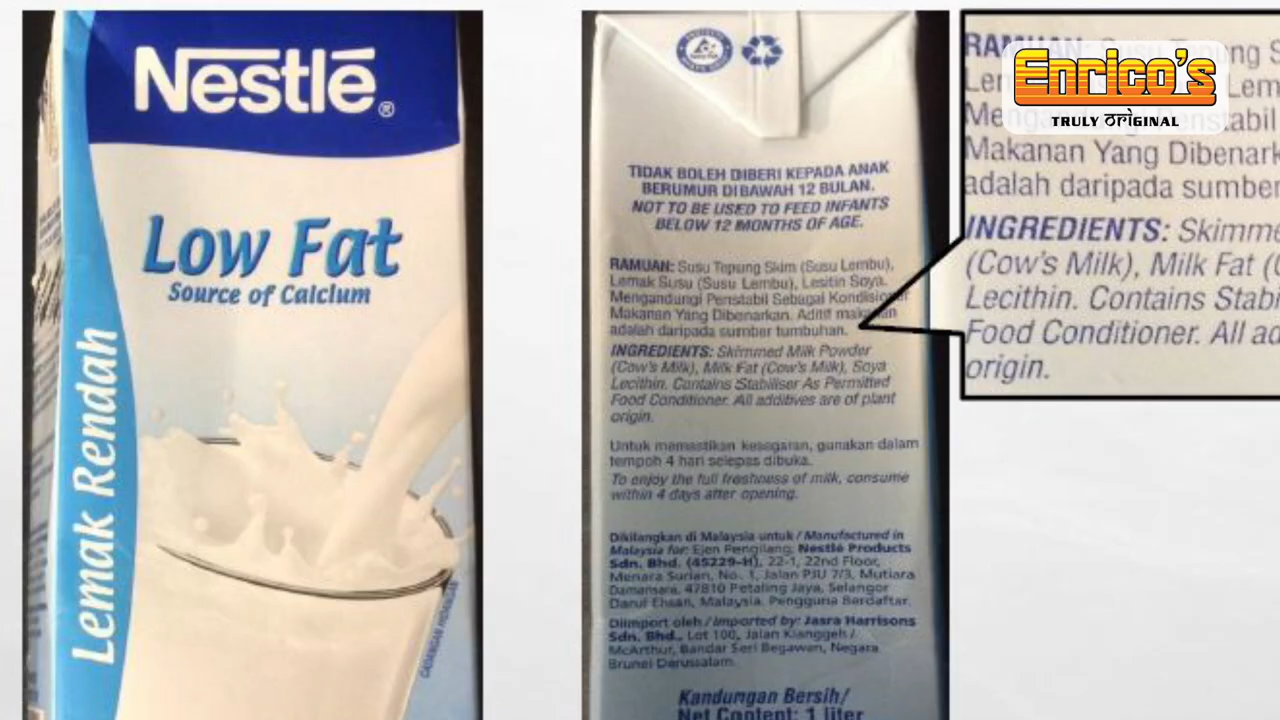 Nestlé®
Low Fat
Source of Calcium
Lemak Rendah
CADANGAN HIDANGAN
TIDAK BOLEH DIBERI KEPADA ANAK
BERUMUR DIBAWAH 12 BULAN.
NOT TO BE USED TO FEED INFANTS
BELOW 12 MONTHS OF AGE.
RAMUAN: Susu Tepung Skim (Susu Lembu),
Lemak Susu (Susu Lembu), Lesitin Soya.
Mengandungi Penstabil Sebagai Kondisioner
Makanan Yang Dibenarkan. Aditif makanan
adalah daripada sumber tumbuhan.
INGREDIENTS: Skimmed Milk Powder
(Cow's Milk), Milk Fat (Cow's Milk), Soya
Lecithin. Contains Stabiliser As Permitted
Food Conditioner. All additives are of plant
origin.
Untuk memastikan kesegaran, gunakan dalam
tempoh 4 hari selepas dibuka.
To enjoy the full freshness of milk, consume
within 4 days after opening.
Dikilangkan di Malaysia untuk / Manufactured in
Malaysia for: Ejen Pengilang; Nestlé Products
Sdn. Bhd. (45229-H), 22-1, 22nd Floor,
Menara Surian, No. 1, Jalan PJU 7/3, Mutiara
Damansara, 47810 Petaling Jaya, Selangor
Darul Ehsan, Malaysia. Pengguna Berdaftar.
Diimport oleh / Imported by: Jasra Harrisons
Sdn. Bhd., Lot 100, Jalan Kianggeh /
McArthur, Bandar Seri Begawan, Negara
Brunei Darussalam.
Kandungan Bersih/
Net Content: 1 liter
RAMUAN: Susu
Makanan Yang Dibenark
adalah daripada sumber
INGREDIENTS: Skimme
(Cow's Milk), Milk Fat (
Lecithin. Contains Stabi
Food Conditioner. All ad
origin.
Enrico's
TRULY ORIGINAL